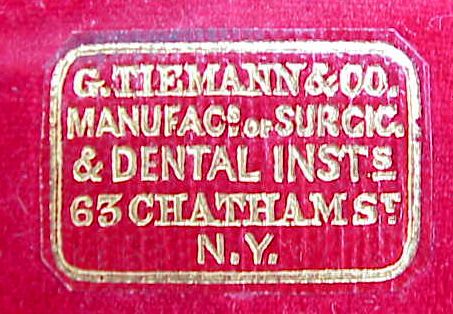 G. TIEMANN & CO.
MANUFACS. OF SURGIC.
& DENTAL INSTS
63 CHATHAM ST.
N.Y.